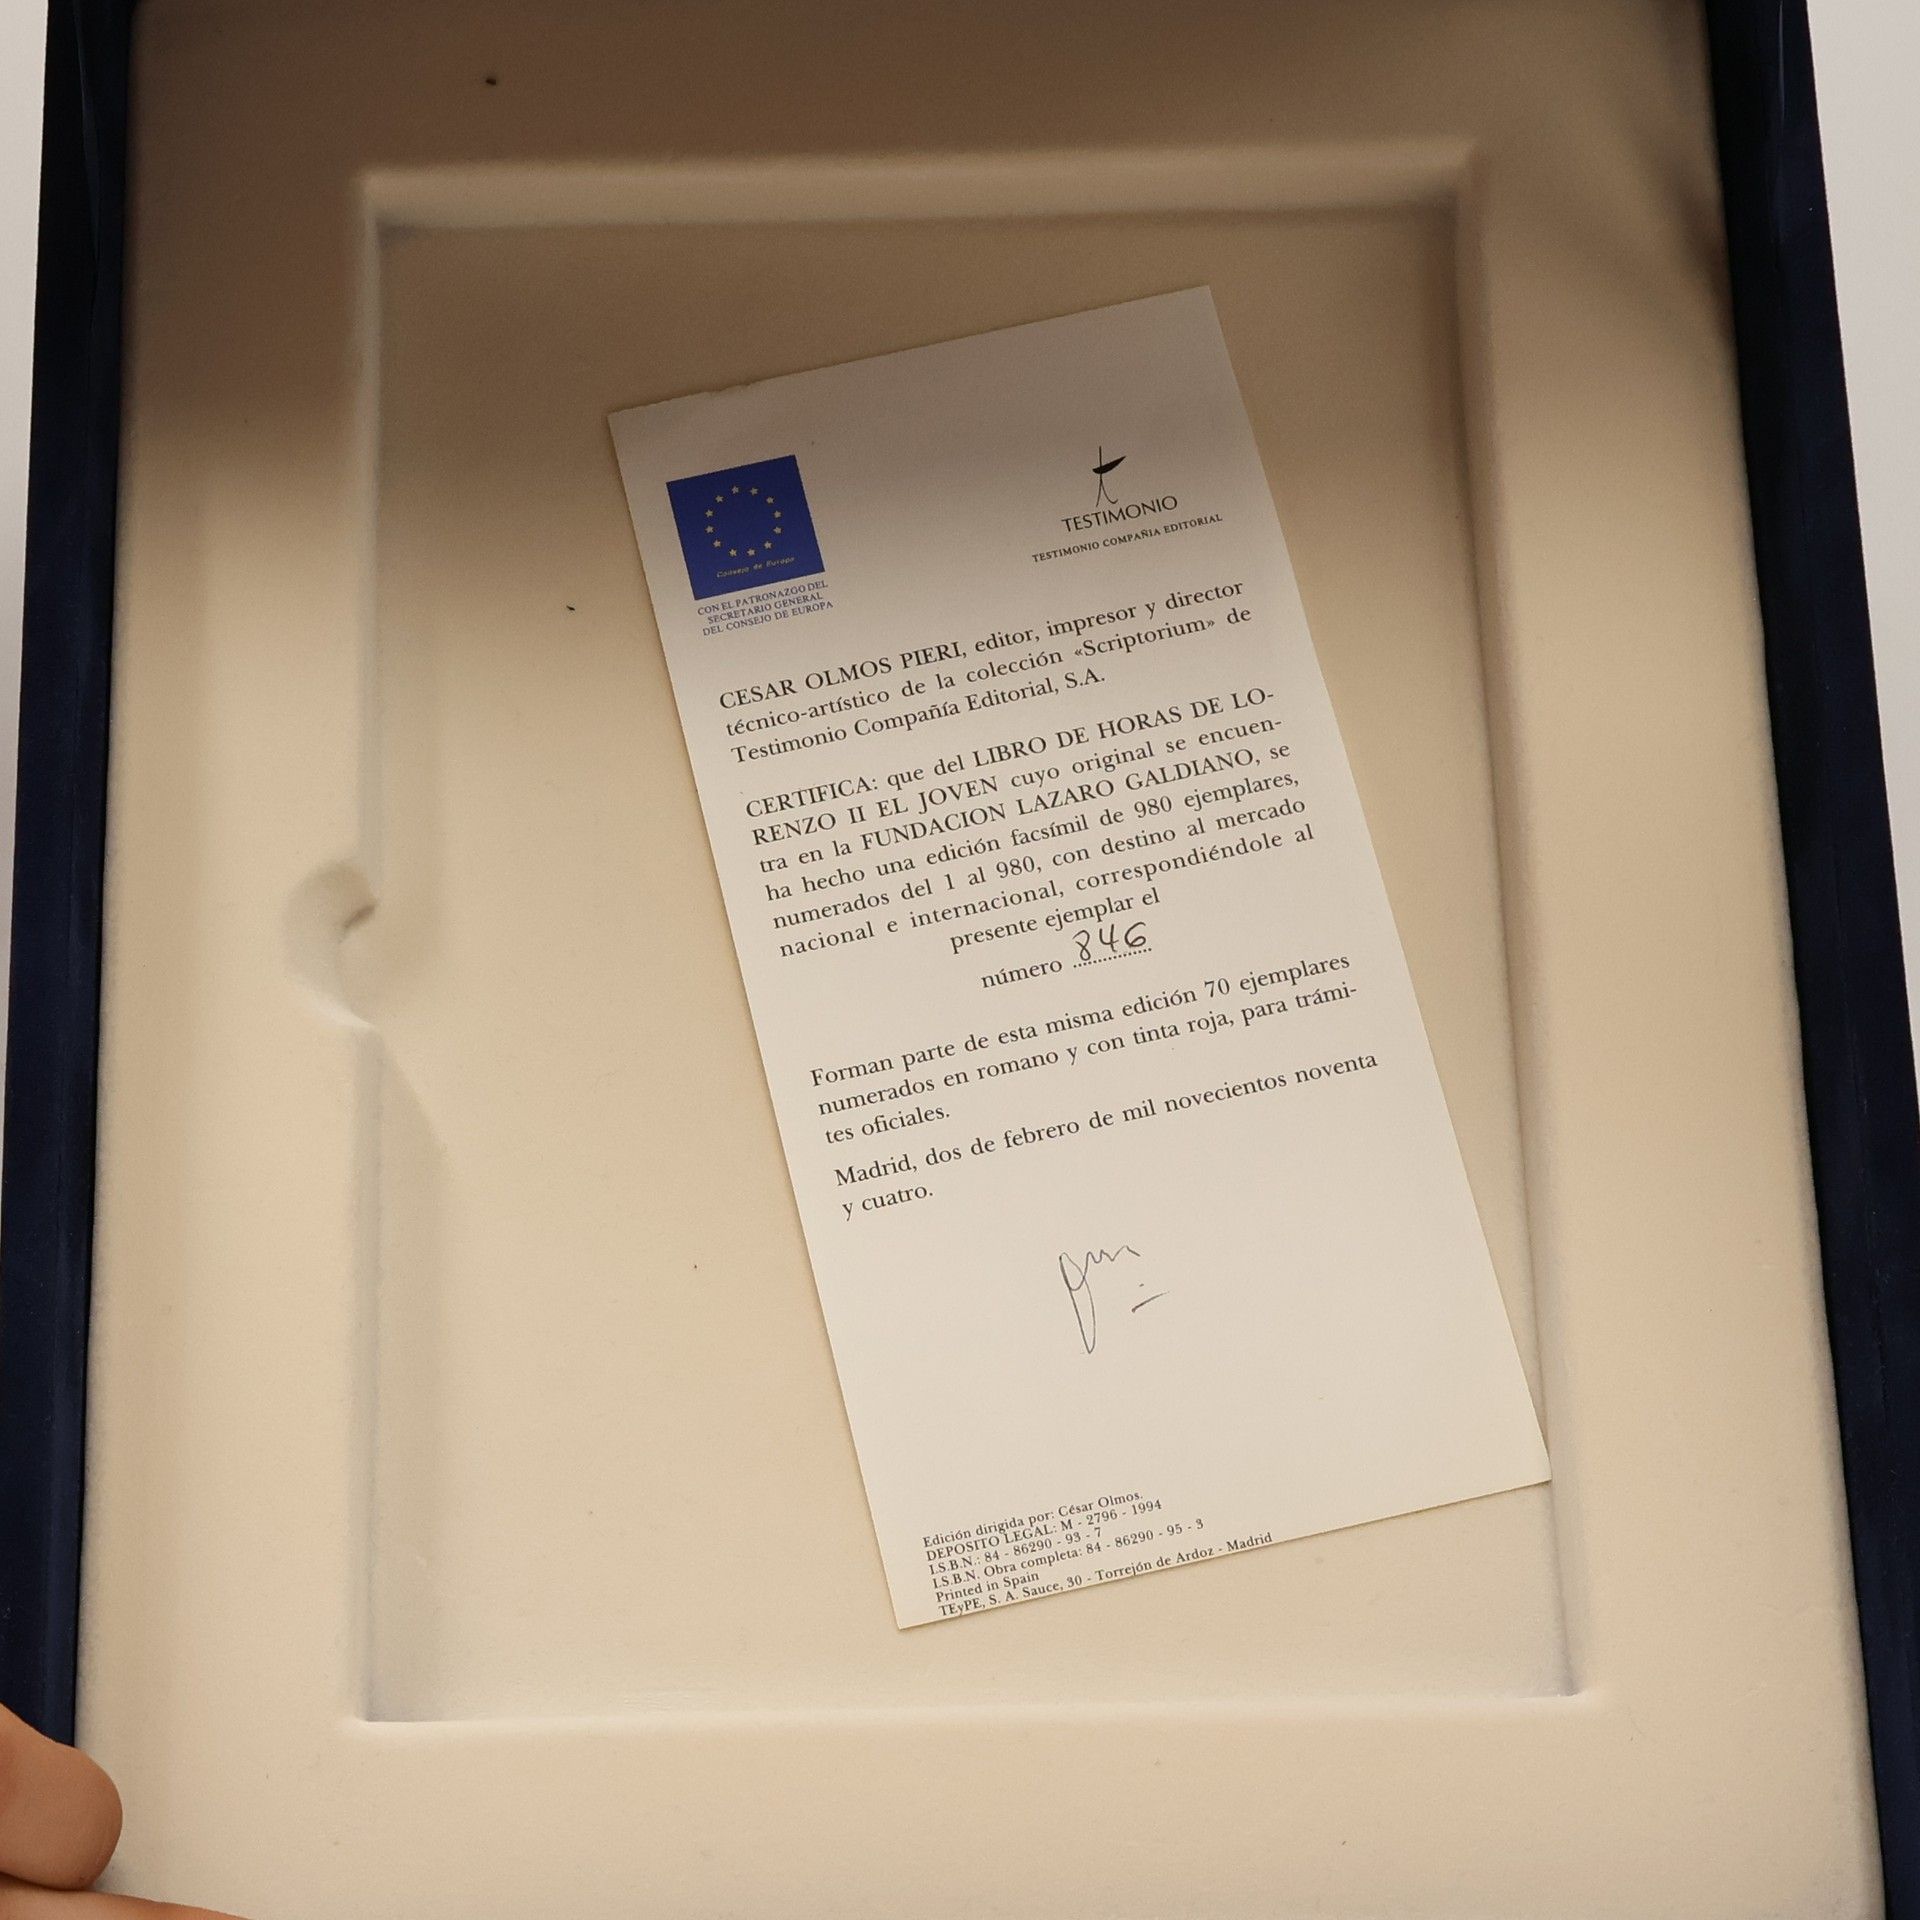 Consejo de Europa
CON EL PATRONAZGO DEL
SECRETARIO GENERAL
DEL CONSEJO DE EUROPA
TESTIMONIO
TESTIMONIO COMPAÑIA EDITORIAL
CESAR OLMOS PIERI, editor, impresor y director
técnico-artístico de la colección «Scriptorium» de
Testimonio Compañía Editorial, S.A.
CERTIFICA: que del LIBRO DE HORAS DE LO-
RENZO II EL JOVEN cuyo original se encuen-
tra en la FUNDACION LAZARO GALDIANO, se
ha hecho una edición facsímil de 980 ejemplares,
numerados del 1 al 980, con destino al mercado
nacional e internacional, correspondiéndole al
presente ejemplar el
número 846
Forman parte de esta misma edición 70 ejemplares
numerados en romano y con tinta roja, para trámi-
tes oficiales.
Madrid, dos de febrero de mil novecientos noventa
y cuatro.
Edición dirigida por: César Olmos.
DEPOSITO LEGAL: M - 2796 - 1994
I.S.B.N.: 84 - 86290 - 93 - 7
I.S.B.N. Obra completa: 84 - 86290 - 95 - 3
Printed in Spain
TEyPE, S. A. Sauce, 30 - Torrejón de Ardoz - Madrid